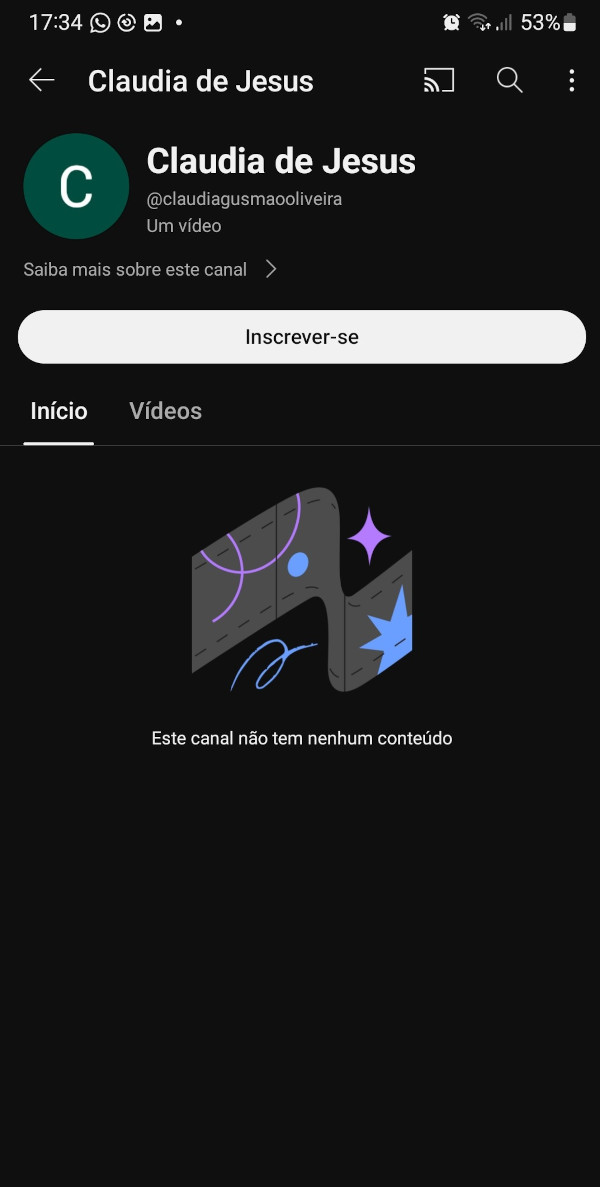 17:34 53%
Claudia de Jesus
C
Claudia de Jesus
@claudiagusmaooliveira
Um vídeo
Saiba mais sobre este canal
Inscrever-se
Início Vídeos
Este canal não tem nenhum conteúdo